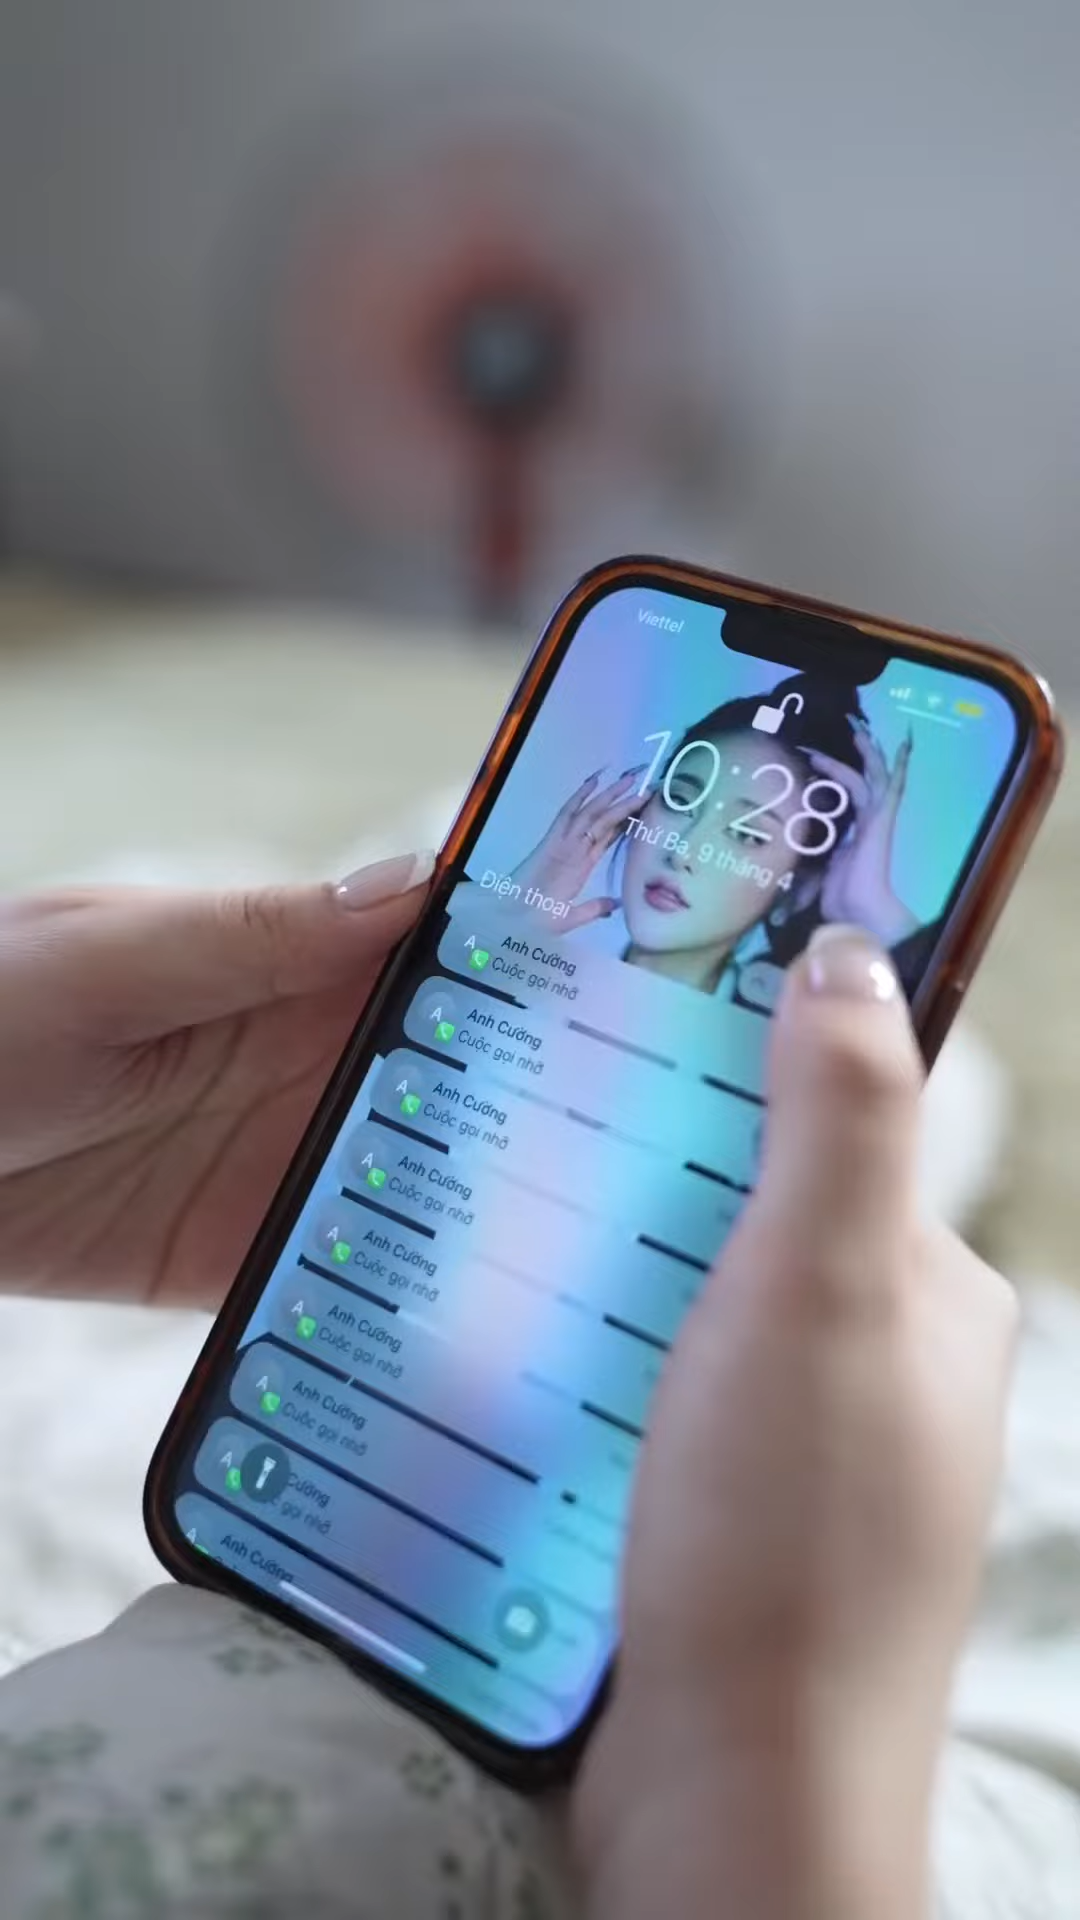 Viettel
10:28
Thứ Ba, 9 tháng 4
Điện thoại
A
Anh Cường
Cuộc gọi nhỡ
A
Anh Cường
Cuộc gọi nhỡ
A
Anh Cường
Cuộc gọi nhỡ
A
Anh Cường
Cuộc gọi nhỡ
A
Anh Cường
Cuộc gọi nhỡ
A
Anh Cường
Cuộc gọi nhỡ
A
Anh Cường
Cuộc gọi nhỡ
A
Cường
gọi nhỡ
A
Anh Cường